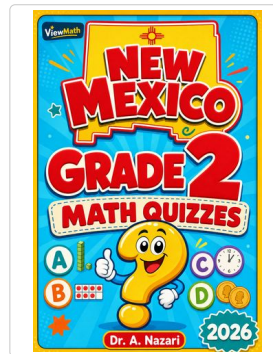 ViewMath
NEW
MEXICO
GRADE 2
MATH QUIZZES
A
C
B
D
Dr. A. Nazari
2026